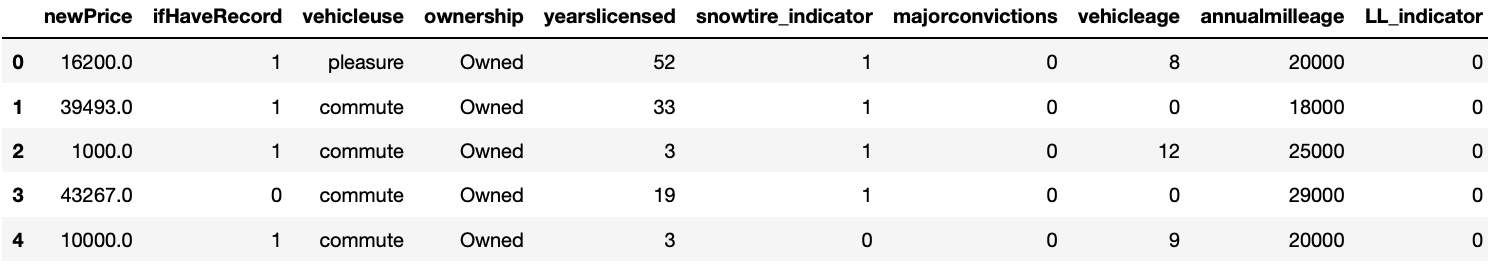 newPrice ifHaveRecord vehicleuse ownership yearslicensed snowtire_indicator majorconvictions vehicleage annualmilleage LL_indicator
0 16200.0 1 pleasure Owned 52 1 0 8 20000 0
1 39493.0 1 commute Owned 33 1 0 0 18000 0
2 1000.0 1 commute Owned 3 1 0 12 25000 0
3 43267.0 0 commute Owned 19 1 0 0 29000 0
4 10000.0 1 commute Owned 3 0 0 9 20000 0